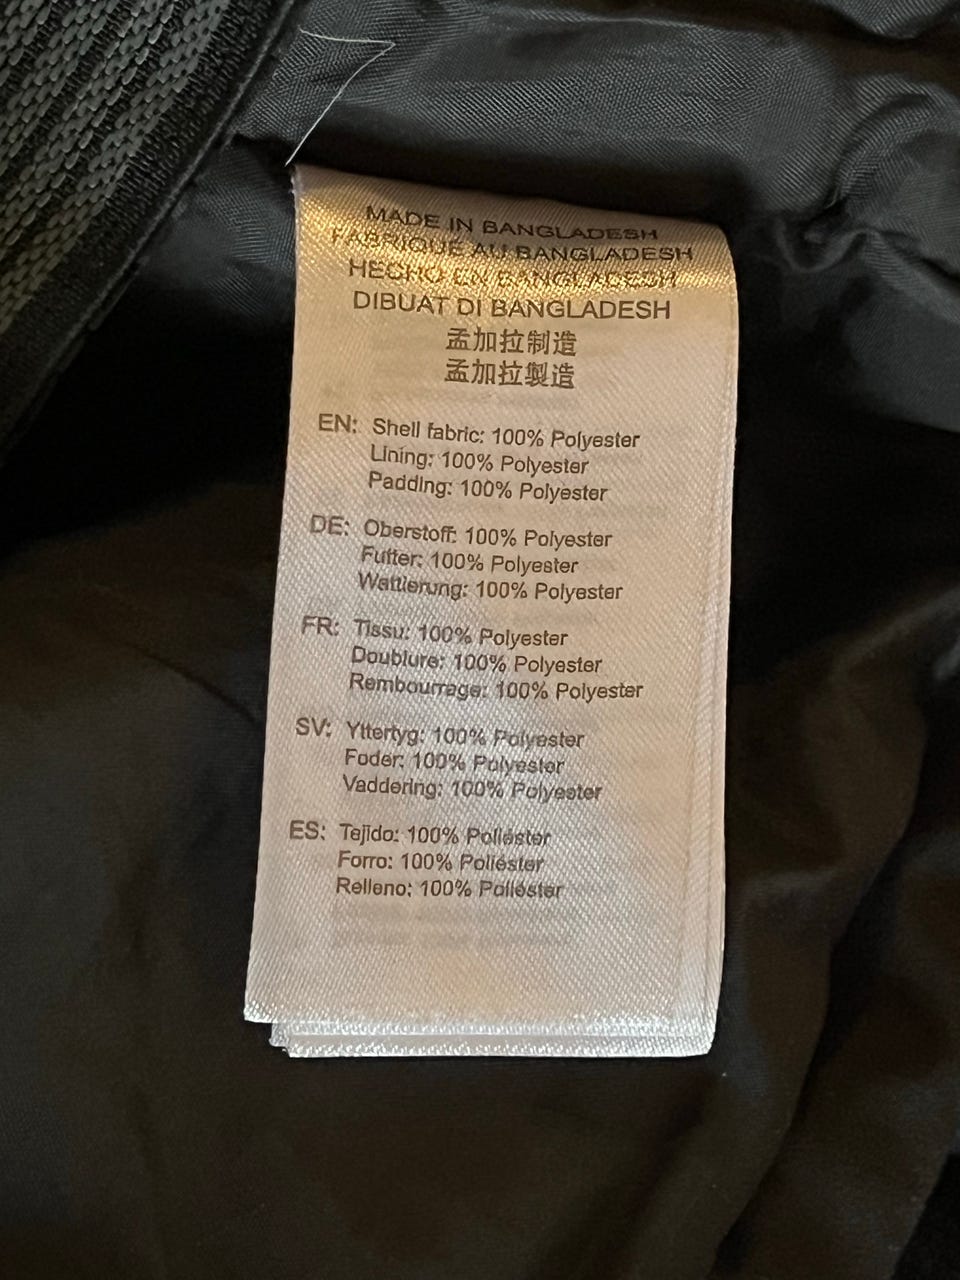 MADE IN BANGLADESH
FABRIQUE AU BANGLADESH
HECHO EN BANGLADESH
DIBUAT DI BANGLADESH
孟加拉制造
孟加拉製造
EN: Shell fabric: 100% Polyester
Lining: 100% Polyester
Padding: 100% Polyester
DE: Oberstoff: 100% Polyester
Futter: 100% Polyester
Wattierung: 100% Polyester
FR: Tissu: 100% Polyester
Doublure: 100% Polyester
Rembourrage: 100% Polyester
SV: Yttertyg: 100% Polyester
Foder: 100% Polyester
Vaddering: 100% Polyester
ES: Tejido: 100% Poliéster
Forro: 100% Poliéster
Relleno: 100% Poliéster